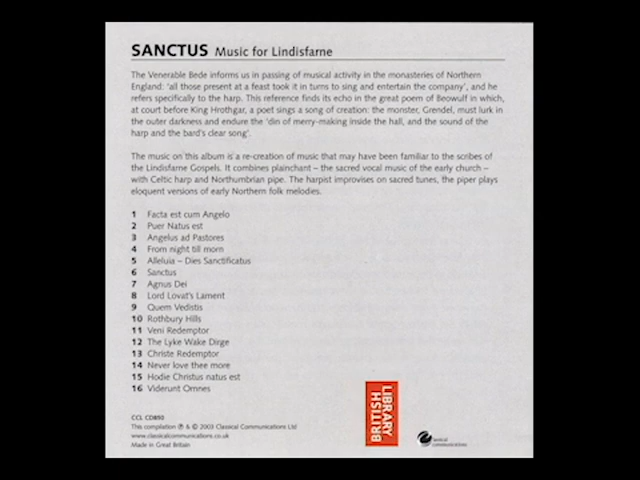 SANCTUS Music for Lindisfarne
The Venerable Bede informs us in passing of musical activity in the monasteries of Northern
England: 'all those present at a feast took it in turns to sing and entertain the company', and he
refers specifically to the harp. This reference finds its echo in the great poem of Beowulf in which,
at court before King Hrothgar, a poet sings a song of creation: the monster, Grendel, must lurk in
the outer darkness and endure the 'din of merry-making inside the hall, and the sound of the
harp and the bard's clear song'.
The music on this album is a re-creation of music that may have been familiar to the scribes of
the Lindisfarne Gospels. It combines plainchant – the sacred vocal music of the early church –
with Celtic harp and Northumbrian pipe. The harpist improvises on sacred tunes, the piper plays
eloquent versions of early Northern folk melodies.
1 Facta est cum Angelo
2 Puer Natus est
3 Angelus ad Pastores
4 From night till morn
5 Alleluia – Dies Sanctificatus
6 Sanctus
7 Agnus Dei
8 Lord Lovat's Lament
9 Quem Vedistis
10 Rothbury Hills
11 Veni Redemptor
12 The Lyke Wake Dirge
13 Christe Redemptor
14 Never love thee more
15 Hodie Christus natus est
16 Viderunt Omnes
CCL CD850
This compilation ℗ & © 2003 Classical Communications Ltd
www.classicalcommunications.co.uk
Made in Great Britain
BRITISH
LIBRARY
classical
communications